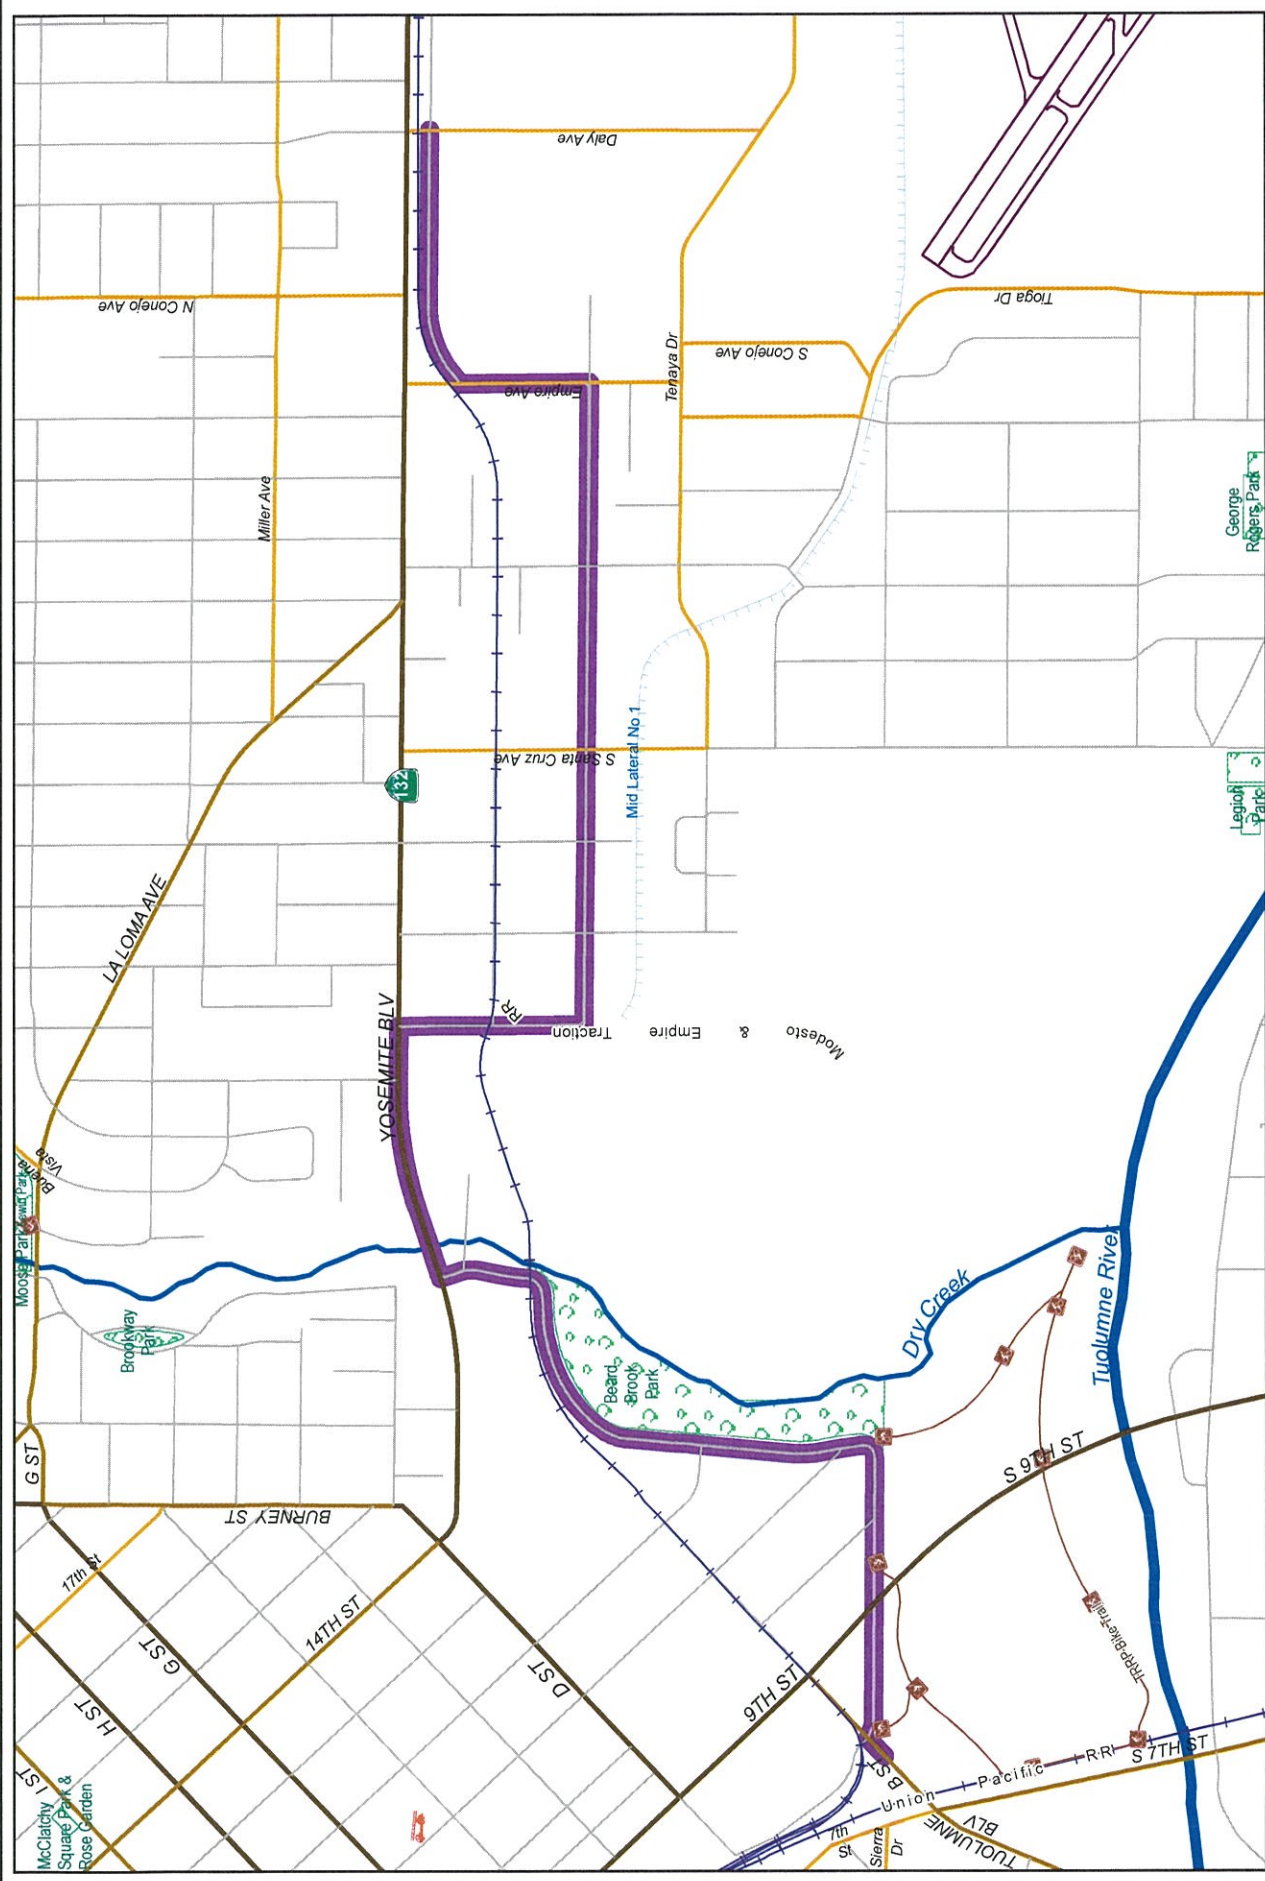 Daly Ave
N Conejo Ave
Tioga Dr
S Conejo Ave
Tenaya Dr
Empire Ave
Miller Ave
George
Rogers Park
132
S Santa Cruz Ave
Mid Lateral No 1
Legion
Park
LA LOMA AVE
YOSEMITE BLV
RR
Modesto & Empire Traction
Buena
Vista
Moose Park
Brookway
Park
Beard
Brook
Park
Dry Creek
Tuolumne River
G ST
BURNEY ST
S 9TH ST
17th St
14TH ST
G ST
H ST
D ST
9TH ST
TRRP-Bike-Trail
I ST
McClatchy
Square Park &
Rose Garden
B ST
Union Pacific RR
S 7TH ST
7th
St
Sierra
Dr
TUOLUMNE
BLV